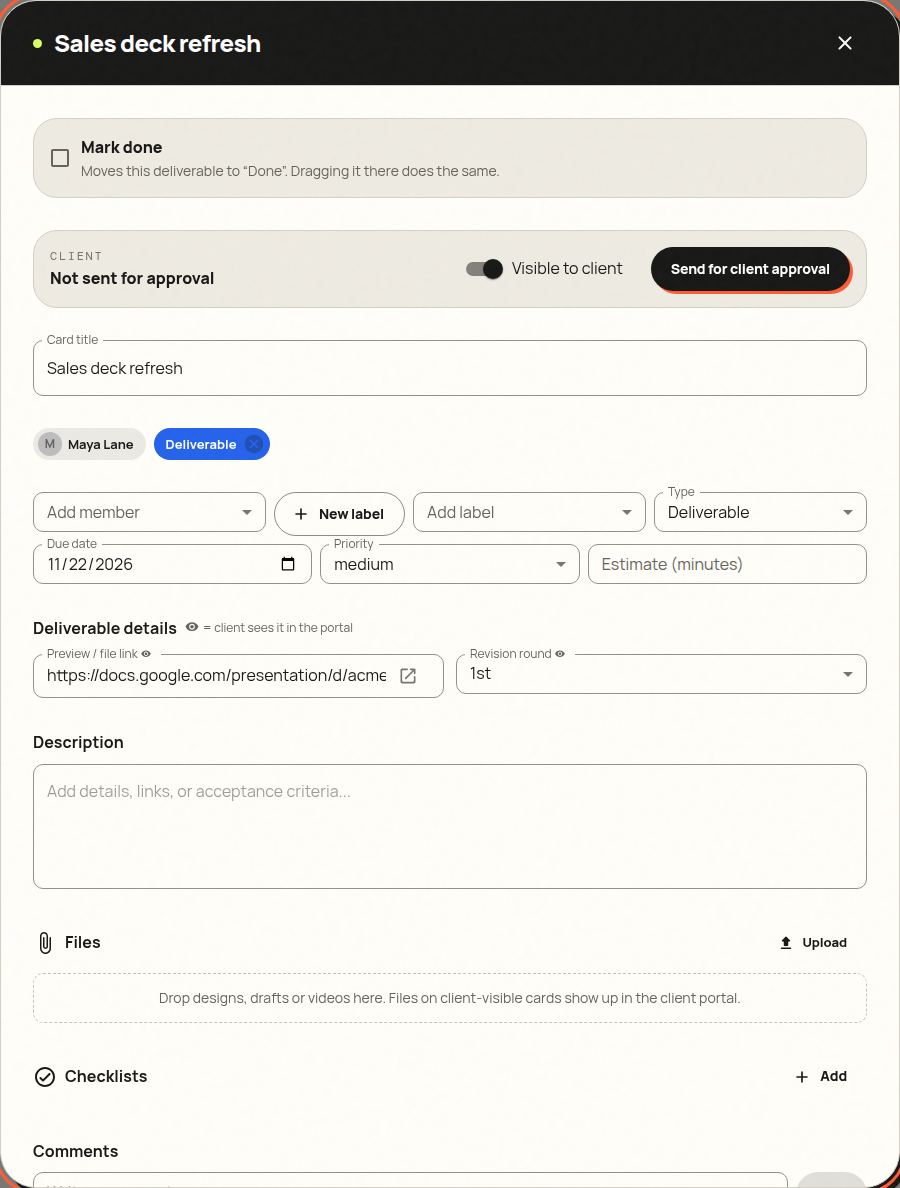 Sales deck refresh
Mark done
Moves this deliverable to “Done”. Dragging it there does the same.
CLIENT
Not sent for approval
Visible to client
Send for client approval
Card title
Sales deck refresh
M Maya Lane
Deliverable
Add member
New label
Add label
Type
Deliverable
Due date
11/22/2026
Priority
medium
Estimate (minutes)
Deliverable details = client sees it in the portal
Preview / file link
https://docs.google.com/presentation/d/acme
Revision round
1st
Description
Add details, links, or acceptance criteria...
Files
Upload
Drop designs, drafts or videos here. Files on client-visible cards show up in the client portal.
Checklists
Add
Comments